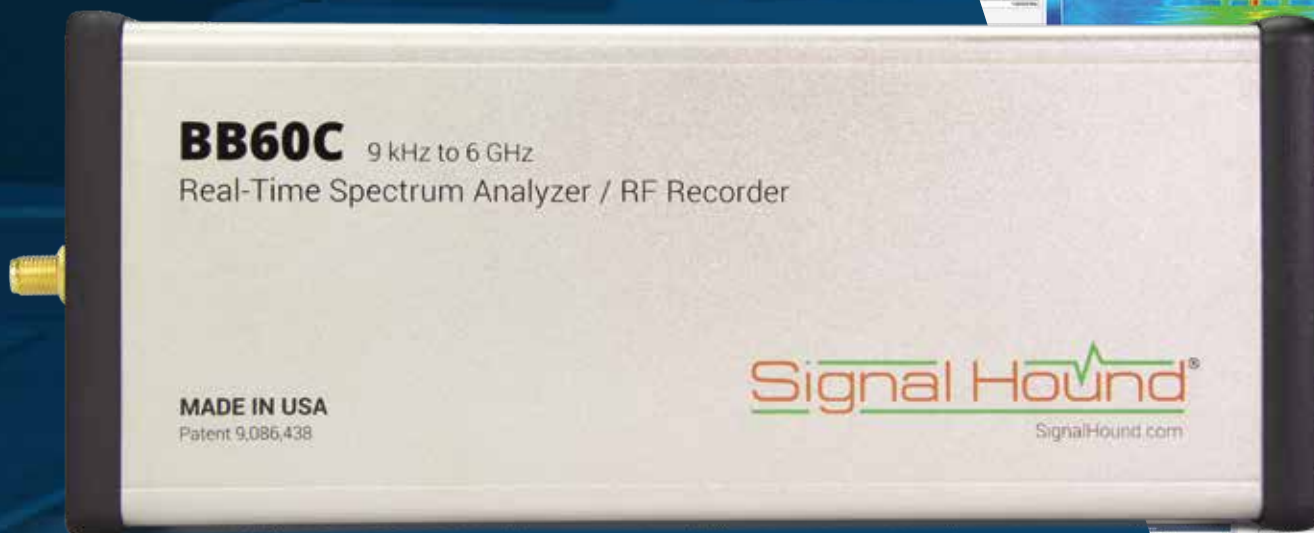 BB60C 9 kHz to 6 GHz
Real-Time Spectrum Analyzer / RF Recorder
Signal Hound®
MADE IN USA
Patent 9,086,438
SignalHound.com